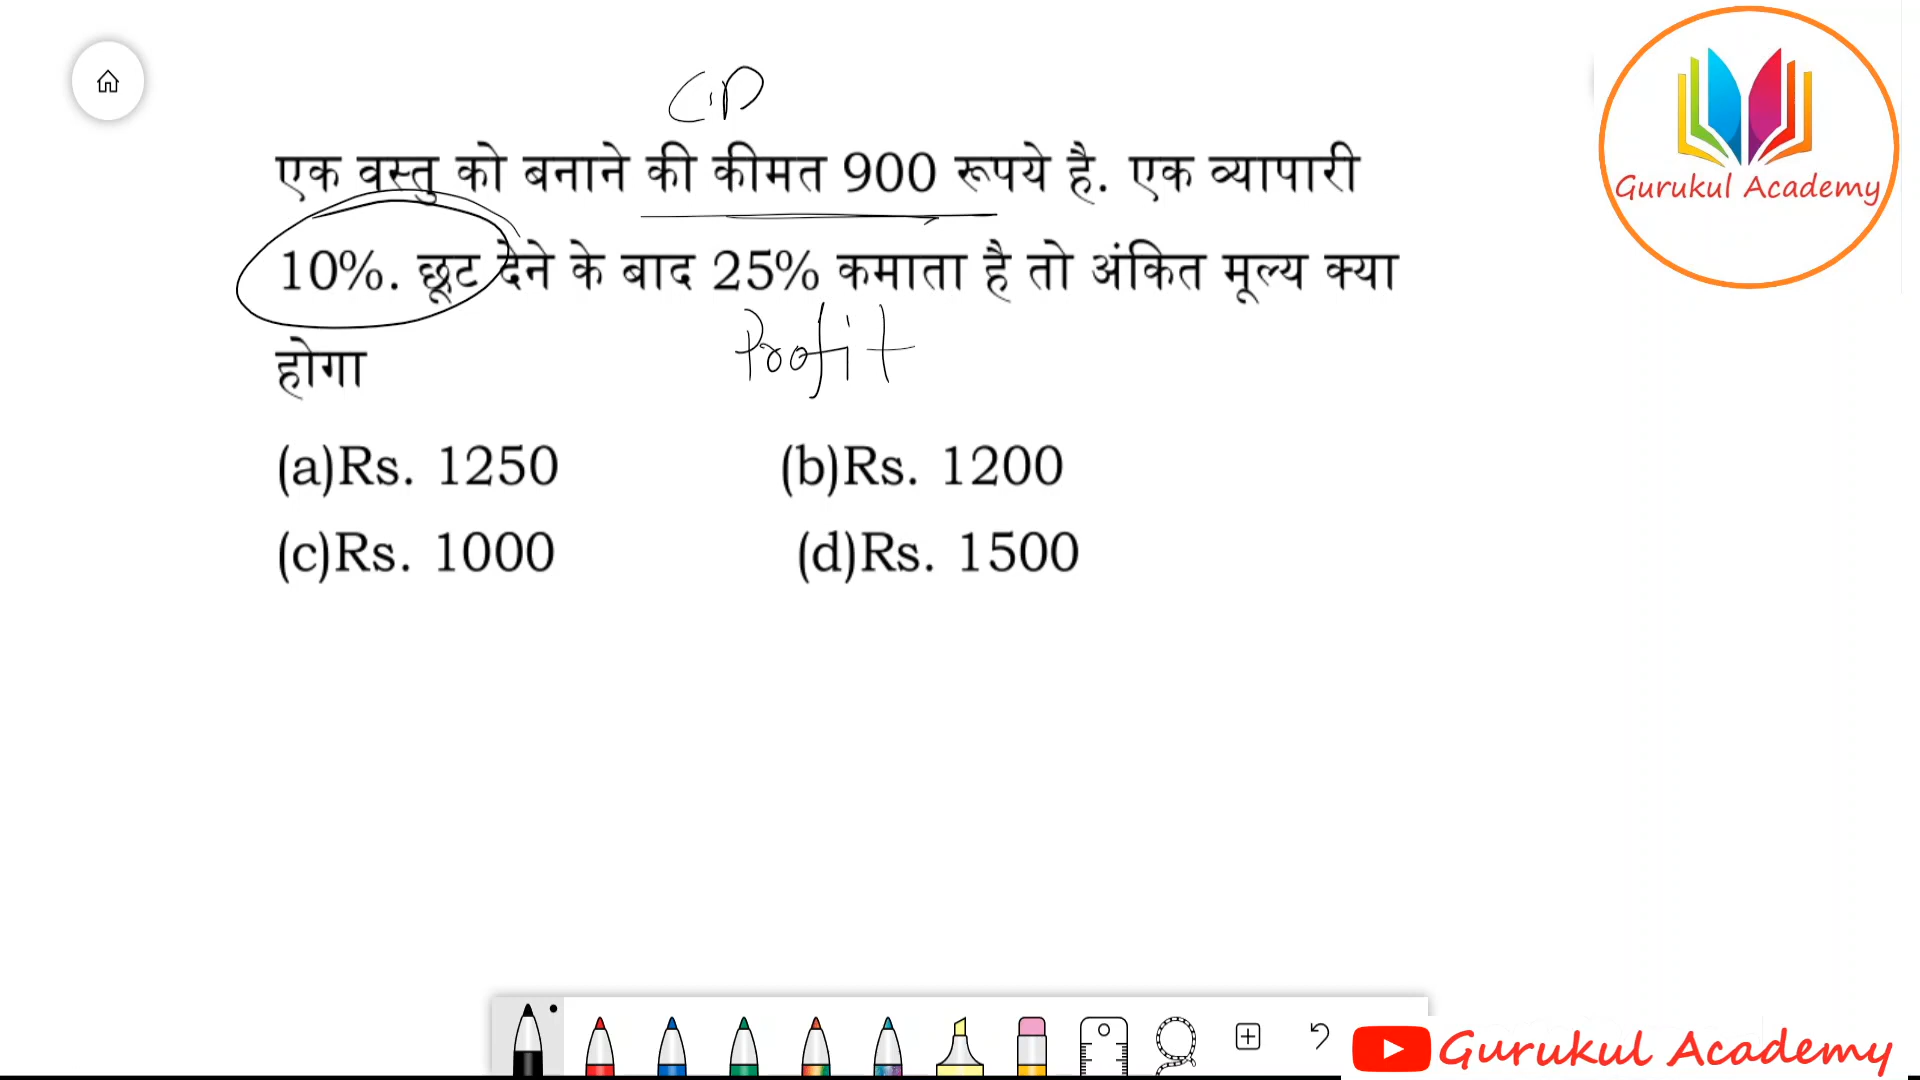 C.P
एक वस्तु को बनाने की कीमत 900 रूपये है. एक व्यापारी
10%. छूट देने के बाद 25% कमाता है तो अंकित मूल्य क्या
Profit
होगा
(a)Rs. 1250 (b)Rs. 1200
(c)Rs. 1000 (d)Rs. 1500
Gurukul Academy
Gurukul Academy